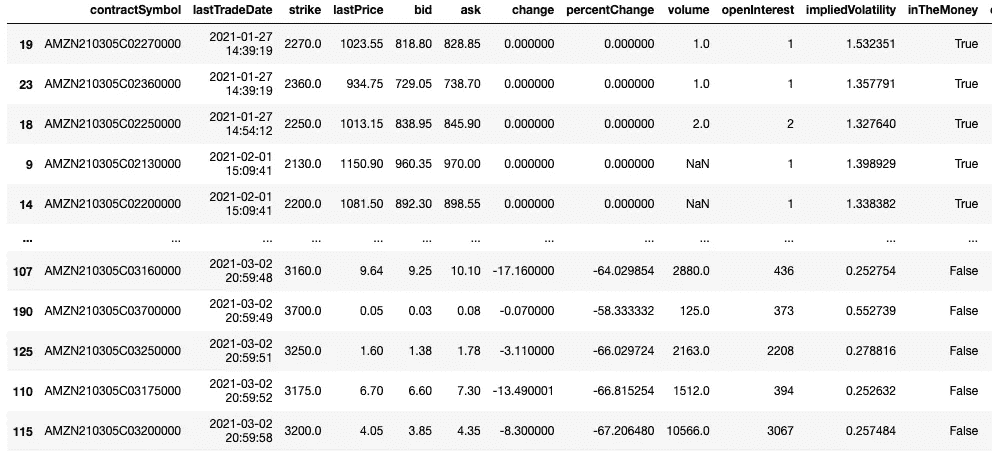 contractSymbol lastTradeDate strike lastPrice bid ask change percentChange volume openInterest impliedVolatility inTheMoney
19 AMZN210305C02270000 2021-01-27 14:39:19 2270.0 1023.55 818.80 828.85 0.000000 0.000000 1.0 1 1.532351 True
23 AMZN210305C02360000 2021-01-27 14:39:19 2360.0 934.75 729.05 738.70 0.000000 0.000000 1.0 1 1.357791 True
18 AMZN210305C02250000 2021-01-27 14:54:12 2250.0 1013.15 838.95 845.90 0.000000 0.000000 2.0 2 1.327640 True
9 AMZN210305C02130000 2021-02-01 15:09:41 2130.0 1150.90 960.35 970.00 0.000000 0.000000 NaN 1 1.398929 True
14 AMZN210305C02200000 2021-02-01 15:09:41 2200.0 1081.50 892.30 898.55 0.000000 0.000000 NaN 1 1.338382 True
... ... ... ... ... ... ... ... ... ... ... ... ...
107 AMZN210305C03160000 2021-03-02 20:59:48 3160.0 9.64 9.25 10.10 -17.160000 -64.029854 2880.0 436 0.252754 False
190 AMZN210305C03700000 2021-03-02 20:59:49 3700.0 0.05 0.03 0.08 -0.070000 -58.333332 125.0 373 0.552739 False
125 AMZN210305C03250000 2021-03-02 20:59:51 3250.0 1.60 1.38 1.78 -3.110000 -66.029724 2163.0 2208 0.278816 False
110 AMZN210305C03175000 2021-03-02 20:59:52 3175.0 6.70 6.60 7.30 -13.490001 -66.815254 1512.0 394 0.252632 False
115 AMZN210305C03200000 2021-03-02 20:59:58 3200.0 4.05 3.85 4.35 -8.300000 -67.206480 10566.0 3067 0.257484 False